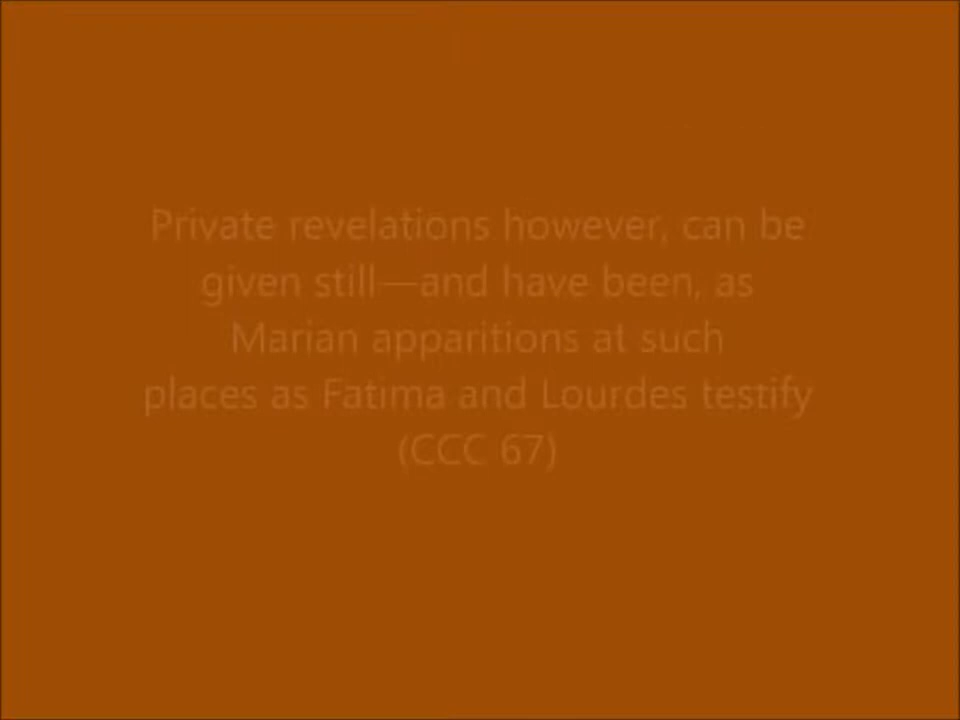 Private revelations however, can be
given still—and have been, as
Marian apparitions at such
places as Fatima and Lourdes testify
(CCC 67)